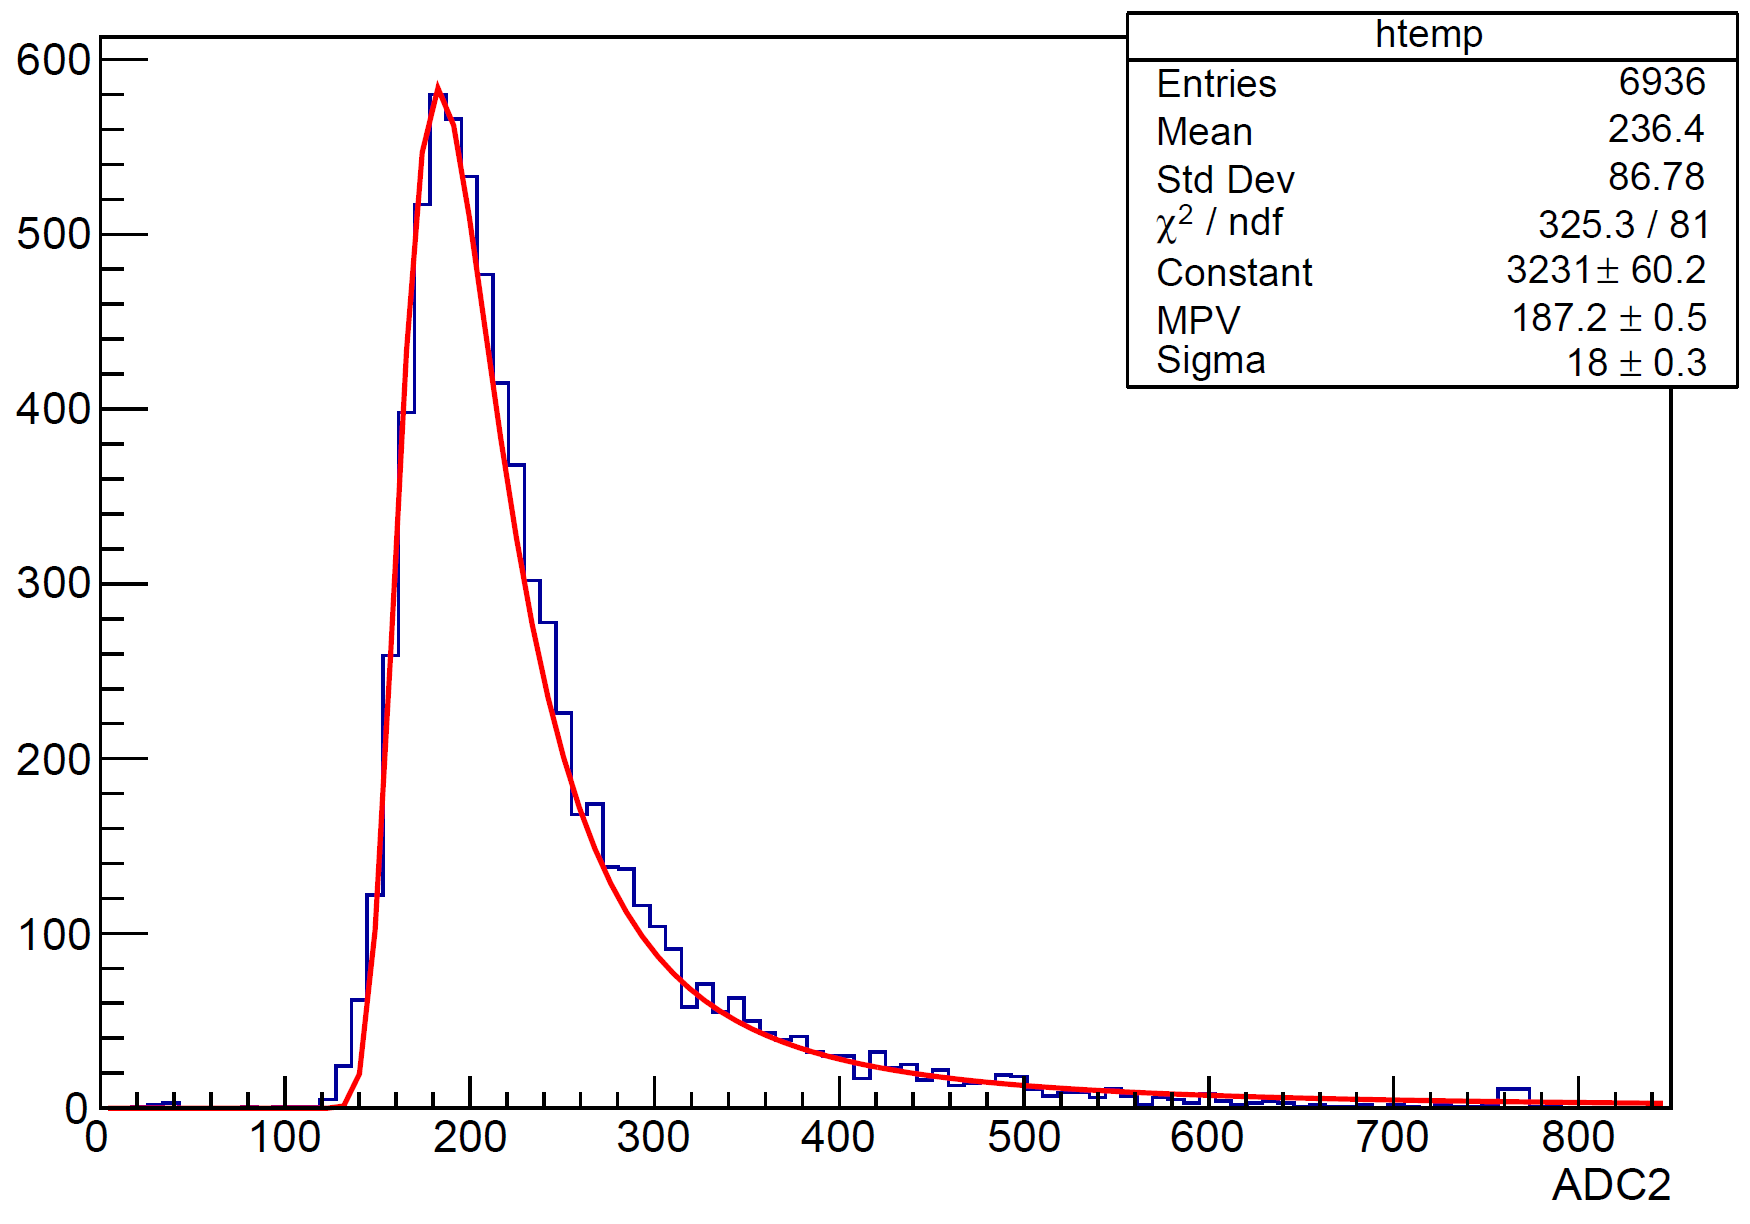 htemp
Entries 6936
Mean 236.4
Std Dev 86.78
χ² / ndf 325.3 / 81
Constant 3231± 60.2
MPV 187.2 ± 0.5
Sigma 18 ± 0.3
600
500
400
300
200
100
0
0 100 200 300 400 500 600 700 800
ADC2